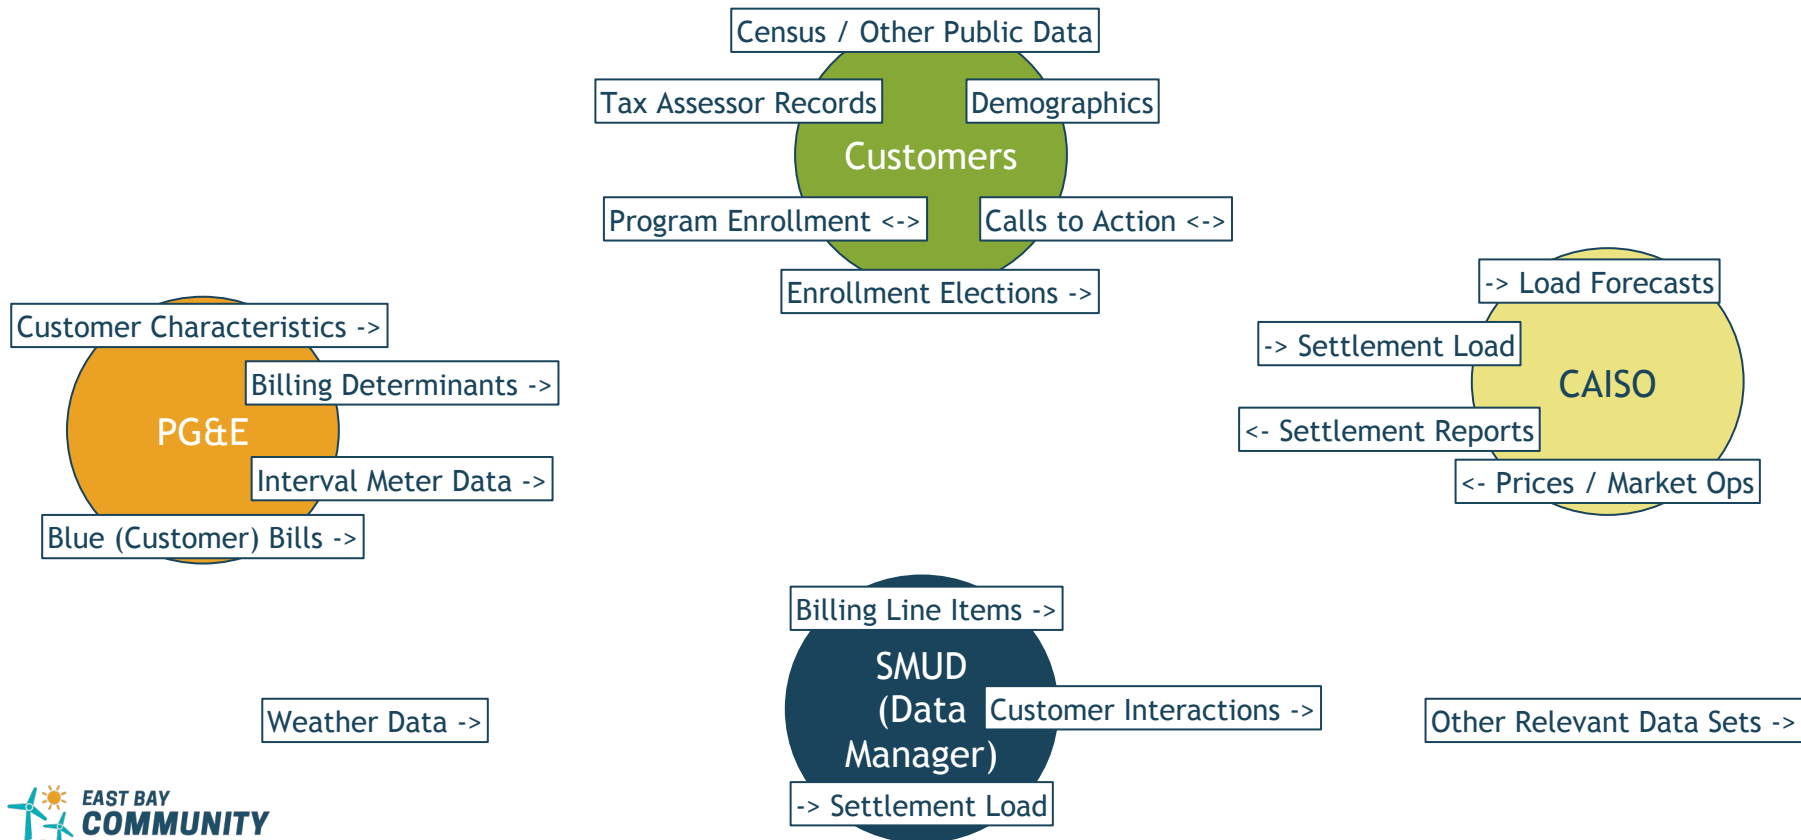 Census / Other Public Data
Tax Assessor Records
Demographics
Customers
Program Enrollment <->
Calls to Action <->
Enrollment Elections ->
Customer Characteristics ->
Billing Determinants ->
PG&E
Interval Meter Data ->
Blue (Customer) Bills ->
-> Load Forecasts
-> Settlement Load
CAISO
<- Settlement Reports
<- Prices / Market Ops
Billing Line Items ->
SMUD
(Data
Manager)
Customer Interactions ->
-> Settlement Load
Weather Data ->
Other Relevant Data Sets ->
EAST BAY
COMMUNITY